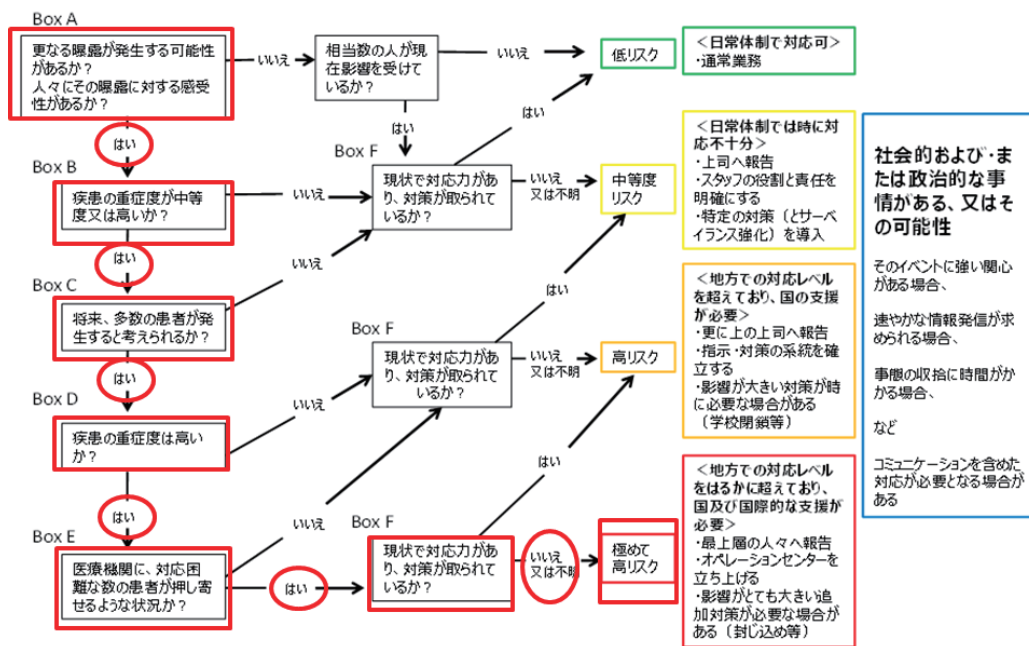 Box A
更なる曝露が発生する可能性
があるか?
人々にその曝露に対する感受
性があるか?
いいえ
相当数の人が現
在影響を受けて
いるか?
いいえ
低リスク
<日常体制で対応可>
・通常業務
はい
はい
はい
Box B
疾患の重症度が中等
度又は高いか?
いいえ
Box F
現状で対応力があ
り、対策が取られて
いるか?
いいえ
又は不明
中等度
リスク
<日常体制では時に対
応不十分>
・上司へ報告
・スタッフの役割と責任を
明確にする
・特定の対策(とサーベ
イランス強化)を導入
はい
いいえ
はい
Box C
将来、多数の患者が発
生すると考えられるか?
はい
Box F
現状で対応力があ
り、対策が取られて
いるか?
いいえ
又は不明
高リスク
<地方での対応レベル
を超えており、国の支援
が必要>
・更に上の上司へ報告
・指示・対策の系統を確
立する
・影響が大きい対策が時
に必要な場合がある
(学校閉鎖等)
いいえ
はい
Box D
疾患の重症度は高い
か?
はい
いいえ
Box E
医療機関に、対応困
難な数の患者が押し寄
せるような状況か?
はい
Box F
現状で対応力があ
り、対策が取られて
いるか?
いいえ
又は不明
極めて
高リスク
<地方での対応レベル
をはるかに超えており、
国及び国際的な支援が
必要>
・最上層の人々へ報告
・オペレーションセンターを
立ち上げる
・影響がとても大きい追
加対策が必要な場合が
ある(封じ込め等)
社会的および・ま
たは政治的な事
情がある、又はそ
の可能性
そのイベントに強い関心
がある場合、
速やかな情報発信が求
められる場合、
事態の収拾に時間がか
かる場合、
など
コミュニケーションを含めた
対応が必要となる場合が
ある